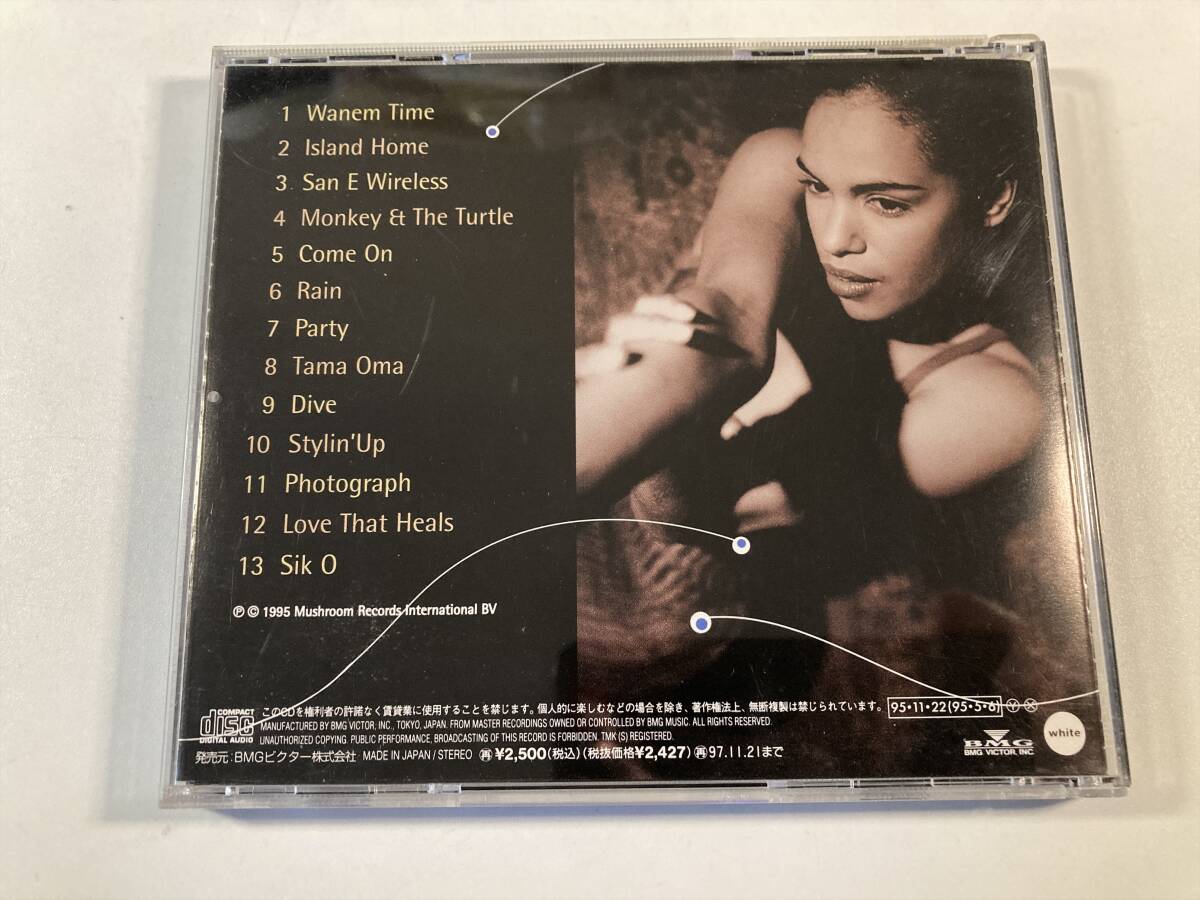 1 Wanem Time
2 Island Home
3 San E Wireless
4 Monkey & The Turtle
5 Come On
6 Rain
7 Party
8 Tama Oma
9 Dive
10 Stylin'Up
11 Photograph
12 Love That Heals
13 Sik O
℗ © 1995 Mushroom Records International BV
COMPACT
disc
DIGITAL AUDIO
このCDを権利者の許諾なく賃貸業に使用することを禁じます。個人的に楽しむなどの場合を除き、著作権法上、無断複製は禁じられています。
95・11・22(95・5・6) Ⓨ Ⓧ
MANUFACTURED BY BMG VICTOR, INC., TOKYO, JAPAN. FROM MASTER RECORDINGS OWNED OR CONTROLLED BY BMG MUSIC. ALL RIGHTS RESERVED.
UNAUTHORIZED COPYING, PUBLIC PERFORMANCE, BROADCASTING OF THIS RECORD IS FORBIDDEN. TMK (S) REGISTERED.
発売元:BMGビクター株式会社 MADE IN JAPAN / STEREO ㊢¥2,500(税込)(税抜価格¥2,427) ㊢97.11.21まで
BMG
BMG VICTOR, INC.
white